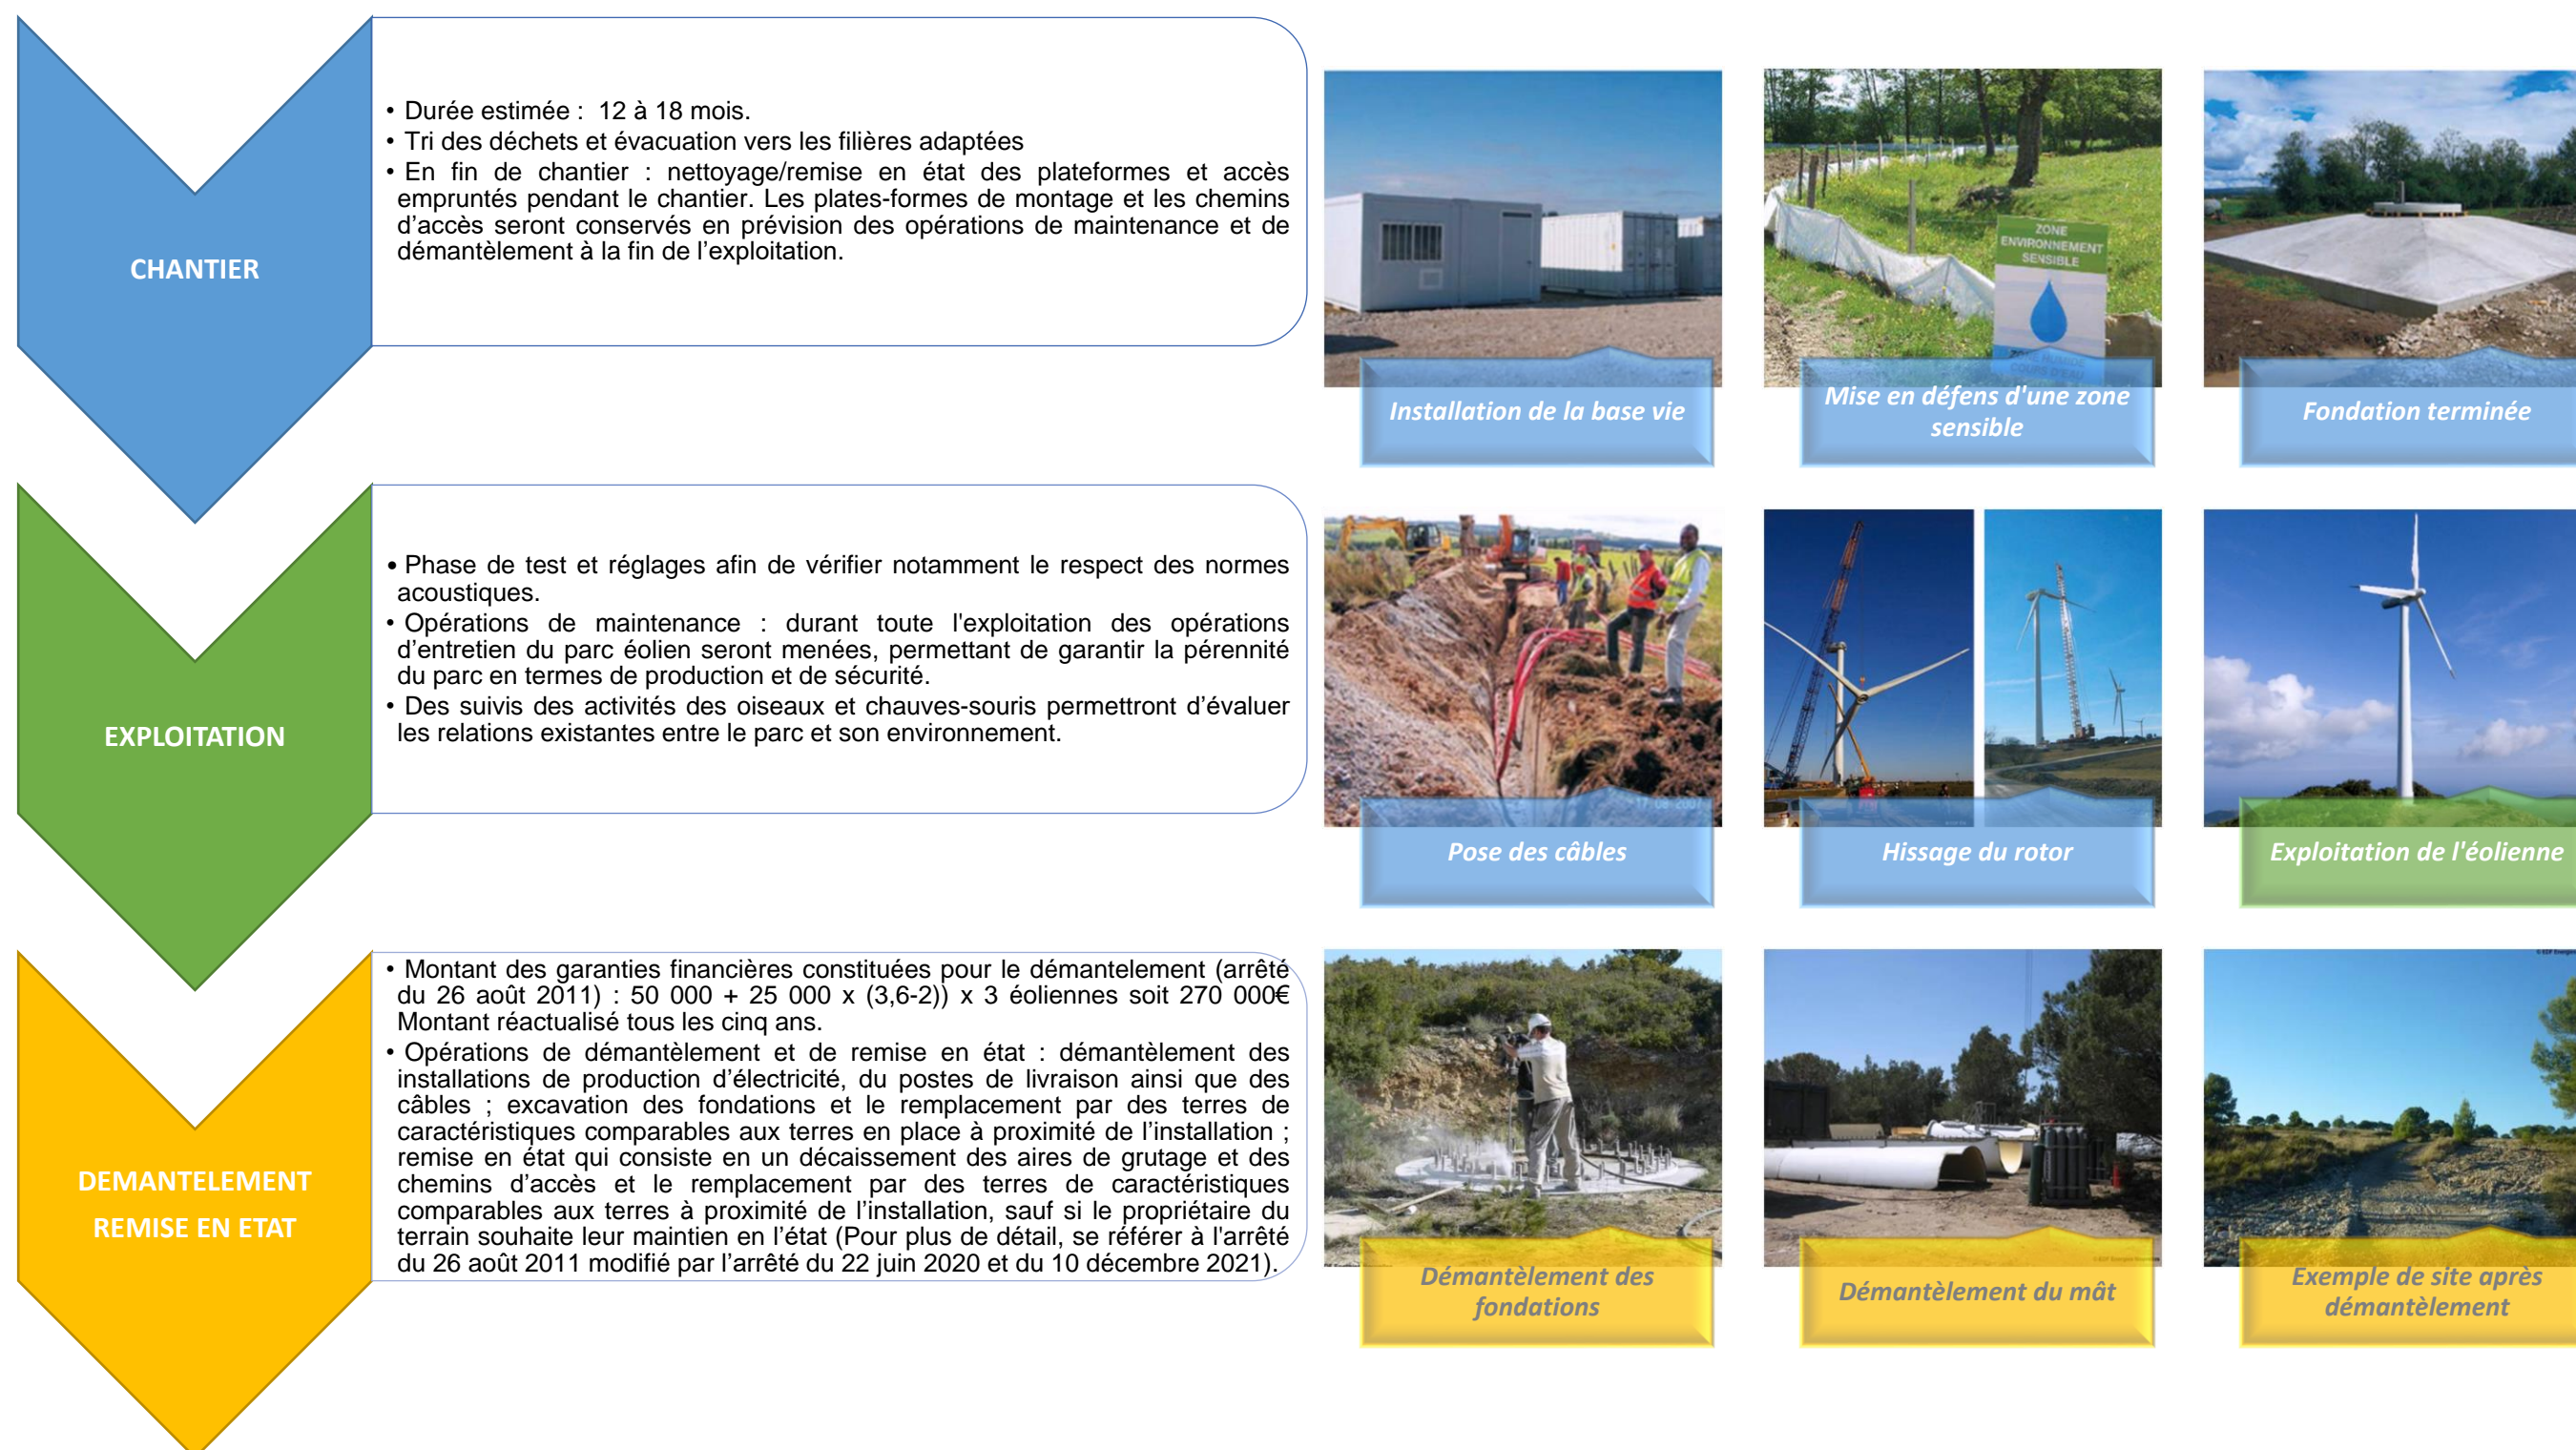 CHANTIER
• Durée estimée : 12 à 18 mois.
• Tri des déchets et évacuation vers les filières adaptées
• En fin de chantier : nettoyage/remise en état des plateformes et accès
empruntés pendant le chantier. Les plates-formes de montage et les chemins
d’accès seront conservés en prévision des opérations de maintenance et de
démantèlement à la fin de l’exploitation.
ZONE
ENVIRONNEMENT
SENSIBLE
ZONE HUMIDE
COURS D'EAU
Installation de la base vie
Mise en défens d'une zone
sensible
Fondation terminée
EXPLOITATION
• Phase de test et réglages afin de vérifier notamment le respect des normes
acoustiques.
• Opérations de maintenance : durant toute l'exploitation des opérations
d’entretien du parc éolien seront menées, permettant de garantir la pérennité
du parc en termes de production et de sécurité.
• Des suivis des activités des oiseaux et chauves-souris permettront d’évaluer
les relations existantes entre le parc et son environnement.
Pose des câbles
Hissage du rotor
Exploitation de l'éolienne
DEMANTELEMENT
REMISE EN ETAT
• Montant des garanties financières constituées pour le démantelement (arrêté
du 26 août 2011) : 50 000 + 25 000 x (3,6-2)) x 3 éoliennes soit 270 000€
Montant réactualisé tous les cinq ans.
• Opérations de démantèlement et de remise en état : démantèlement des
installations de production d’électricité, du postes de livraison ainsi que des
câbles ; excavation des fondations et le remplacement par des terres de
caractéristiques comparables aux terres en place à proximité de l’installation ;
remise en état qui consiste en un décaissement des aires de grutage et des
chemins d’accès et le remplacement par des terres de caractéristiques
comparables aux terres à proximité de l’installation, sauf si le propriétaire du
terrain souhaite leur maintien en l’état (Pour plus de détail, se référer à l'arrêté
du 26 août 2011 modifié par l’arrêté du 22 juin 2020 et du 10 décembre 2021).
Démantèlement des
fondations
Démantèlement du mât
Exemple de site après
démantèlement